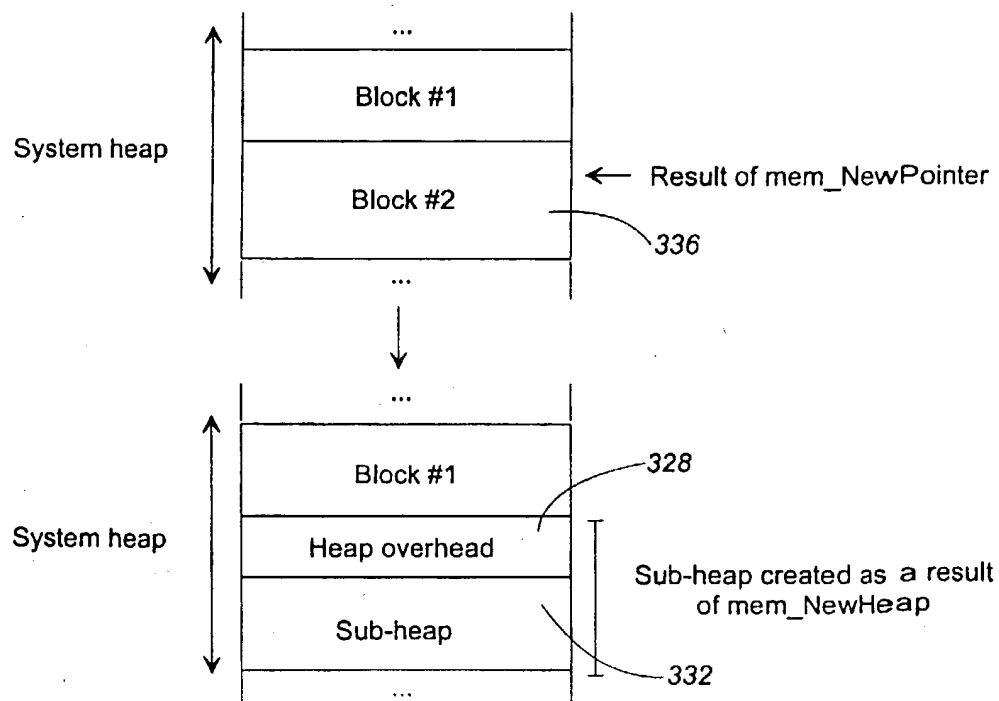 ...
Block #1
System heap
Result of mem_NewPointer
Block #2
336
...
...
Block #1
328
System heap
Heap overhead
Sub-heap created as a result
of mem_NewHeap
Sub-heap
332
...